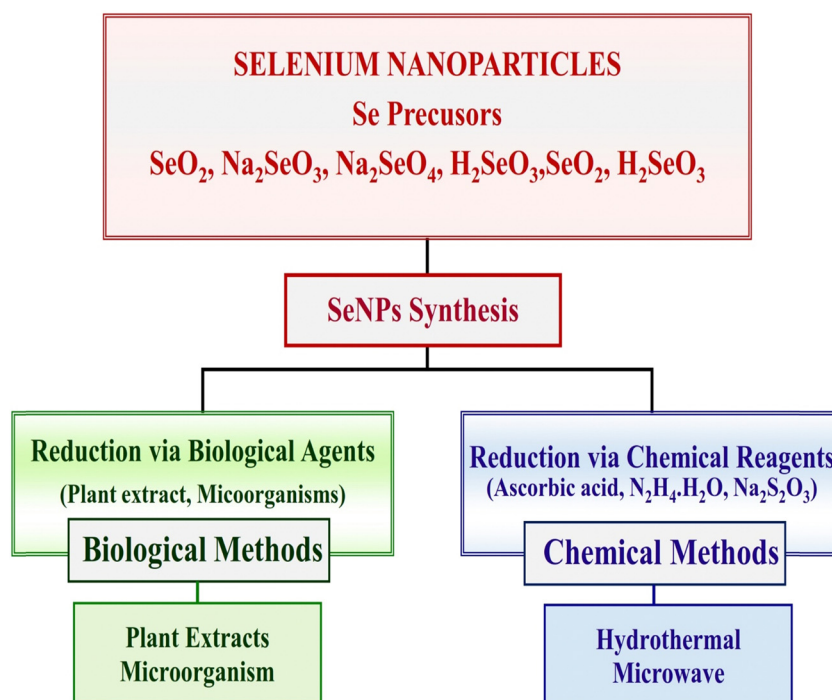 SELENIUM NANOPARTICLES
Se Precusors
SeO₂, Na₂SeO₃, Na₂SeO₄, H₂SeO₃,SeO₂, H₂SeO₃
SeNPs Synthesis
Reduction via Biological Agents
(Plant extract, Micoorganisms)
Biological Methods
Plant Extracts
Microorganism
Reduction via Chemical Reagents
(Ascorbic acid, N₂H₄.H₂O, Na₂S₂O₃)
Chemical Methods
Hydrothermal
Microwave